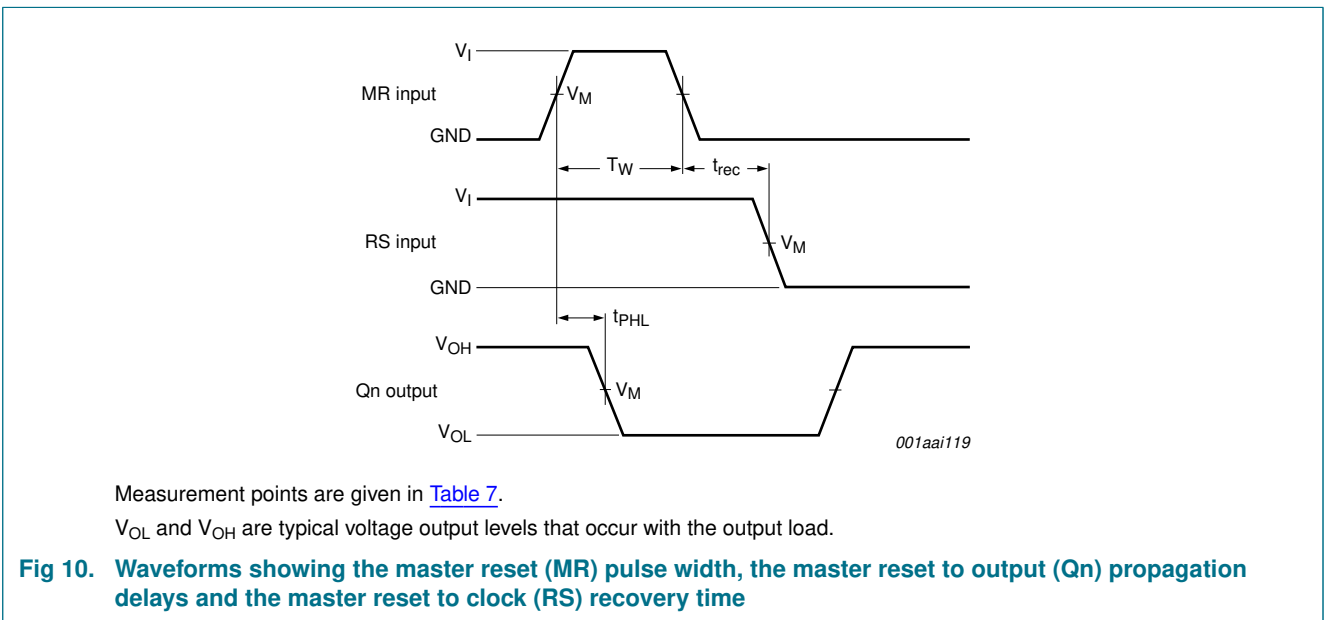 VI
MR input
VM
GND
TW
trec
VI
RS input
VM
GND
tPHL
VOH
Qn output
VM
VOL
001aai119
Measurement points are given in Table 7.
VOL and VOH are typical voltage output levels that occur with the output load.
Fig 10. Waveforms showing the master reset (MR) pulse width, the master reset to output (Qn) propagation
delays and the master reset to clock (RS) recovery time